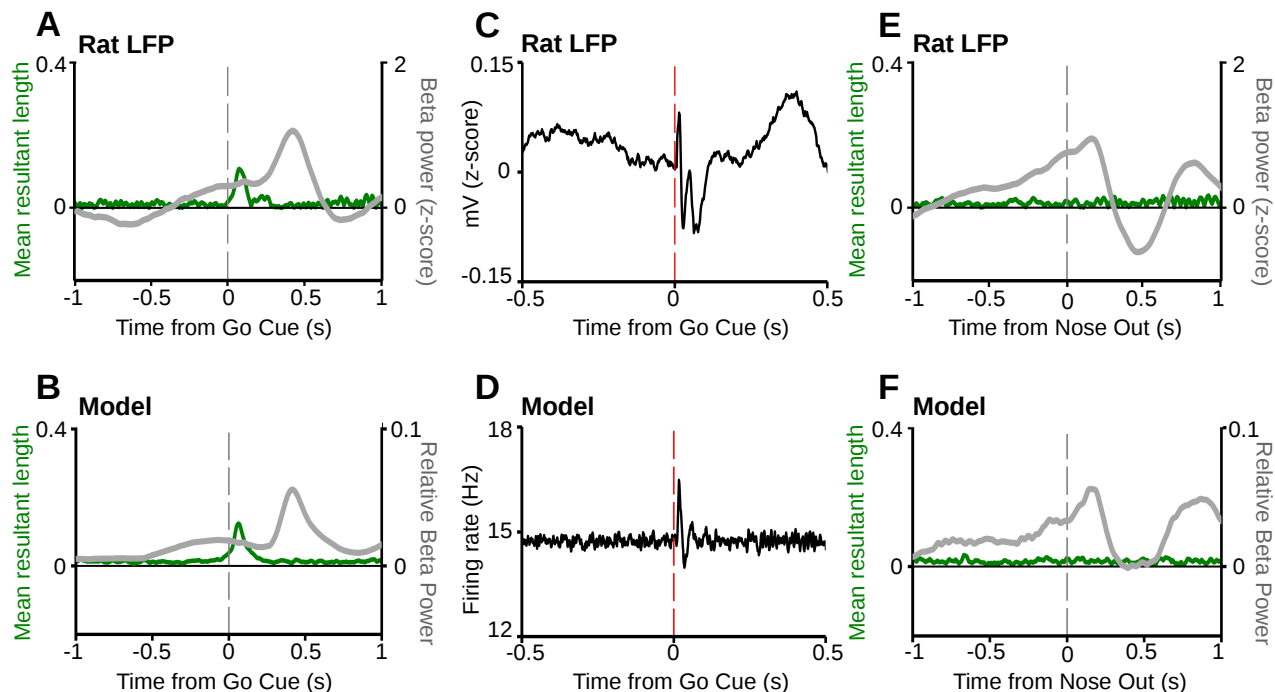 A
Rat LFP
0.4
0
2
0
Mean resultant length
Beta power (z-score)
-1
-0.5
0
0.5
1
Time from Go Cue (s)
C
Rat LFP
0.15
0
-0.15
mV (z-score)
-0.5
0
0.5
Time from Go Cue (s)
E
Rat LFP
0.4
0
2
0
Mean resultant length
Beta power (z-score)
-1
-0.5
0
0.5
1
Time from Nose Out (s)
B
Model
0.4
0
0.1
0
Mean resultant length
Relative Beta Power
-1
-0.5
0
0.5
1
Time from Go Cue (s)
D
Model
18
15
12
Firing rate (Hz)
-0.5
0
0.5
Time from Go Cue (s)
F
Model
0.4
0
0.1
0
Mean resultant length
Relative Beta Power
-1
-0.5
0
0.5
1
Time from Nose Out (s)